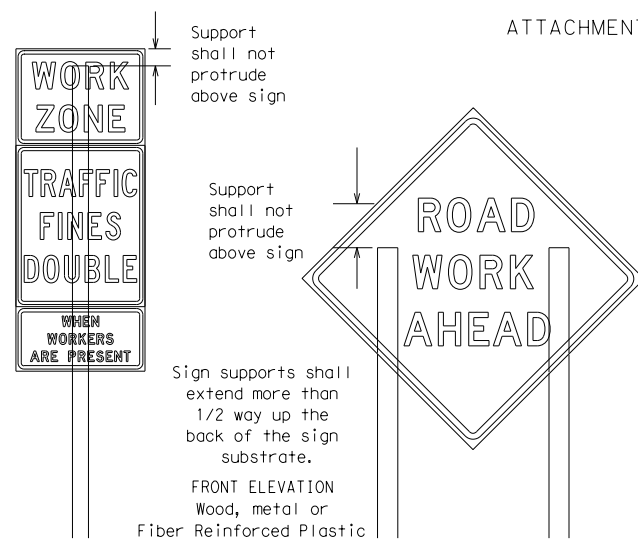 ATTACHMENT
Support
shall not
protrude
above sign
WORK
ZONE
TRAFFIC
FINES
DOUBLE
WHEN
WORKERS
ARE PRESENT
Support
shall not
protrude
above sign
ROAD
WORK
AHEAD
Sign supports shall
extend more than
1/2 way up the
back of the sign
substrate.
FRONT ELEVATION
Wood, metal or
Fiber Reinforced Plastic